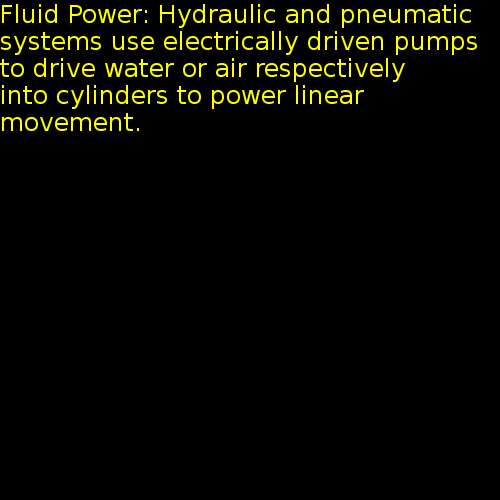 Fluid Power: Hydraulic and pneumatic
systems use electrically driven pumps
to drive water or air respectively
into cylinders to power linear
movement.